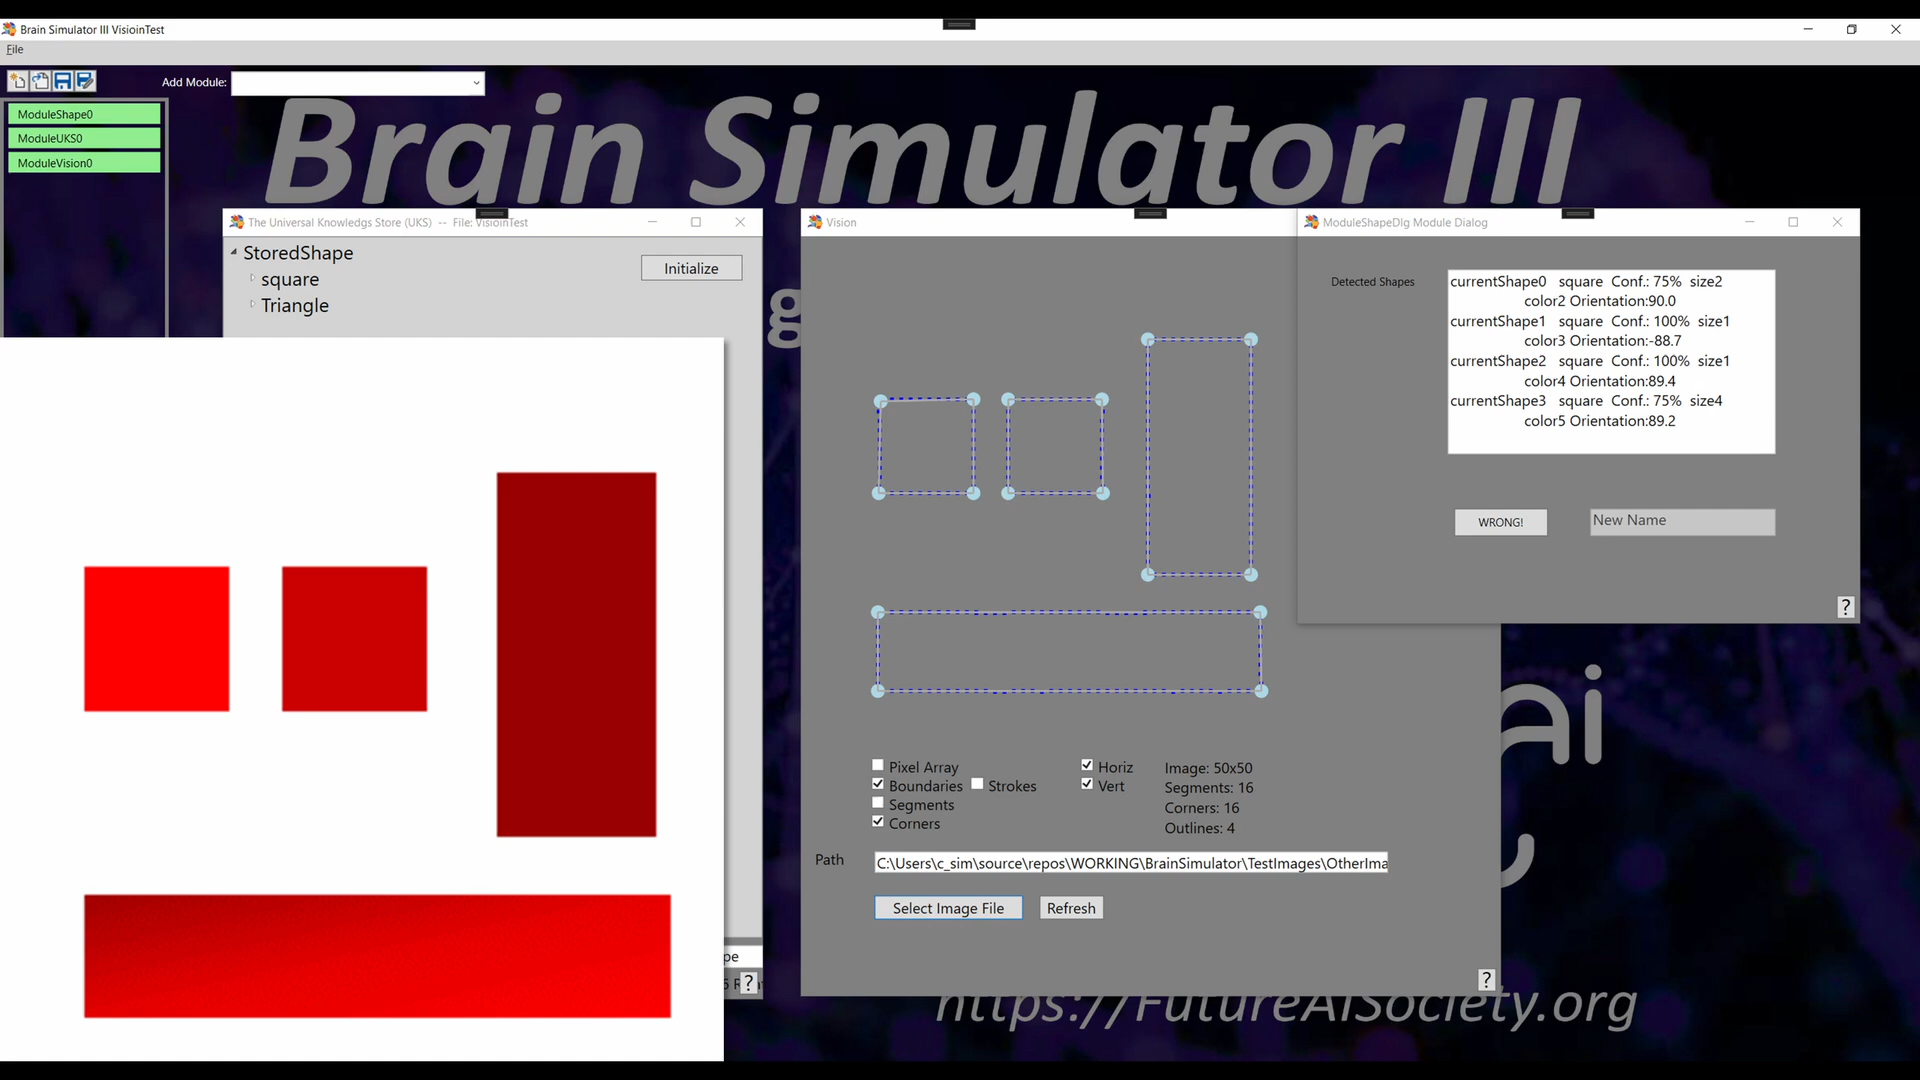 Brain Simulator III VisioinTest
File
Add Module:
ModuleShape0
ModuleUKS0
ModuleVision0
Brain Simulator III
The Universal Knowledgs Store (UKS) -- File: VisioinTest
StoredShape
square
Triangle
Initialize
g
Vision
ModuleShapeDlg Module Dialog
Detected Shapes
currentShape0 square Conf.: 75% size2
color2 Orientation:90.0
currentShape1 square Conf.: 100% size1
color3 Orientation:-88.7
currentShape2 square Conf.: 100% size1
color4 Orientation:89.4
currentShape3 square Conf.: 75% size4
color5 Orientation:89.2
WRONG!
New Name
?
Pixel Array
Boundaries
Strokes
Segments
Corners
Horiz
Vert
Image: 50x50
Segments: 16
Corners: 16
Outlines: 4
Path
C:\Users\c_sim\source\repos\WORKING\BrainSimulator\TestImages\OtherIma
Select Image File
Refresh
?
pe
?
Ai
https://FutureAISociety.org